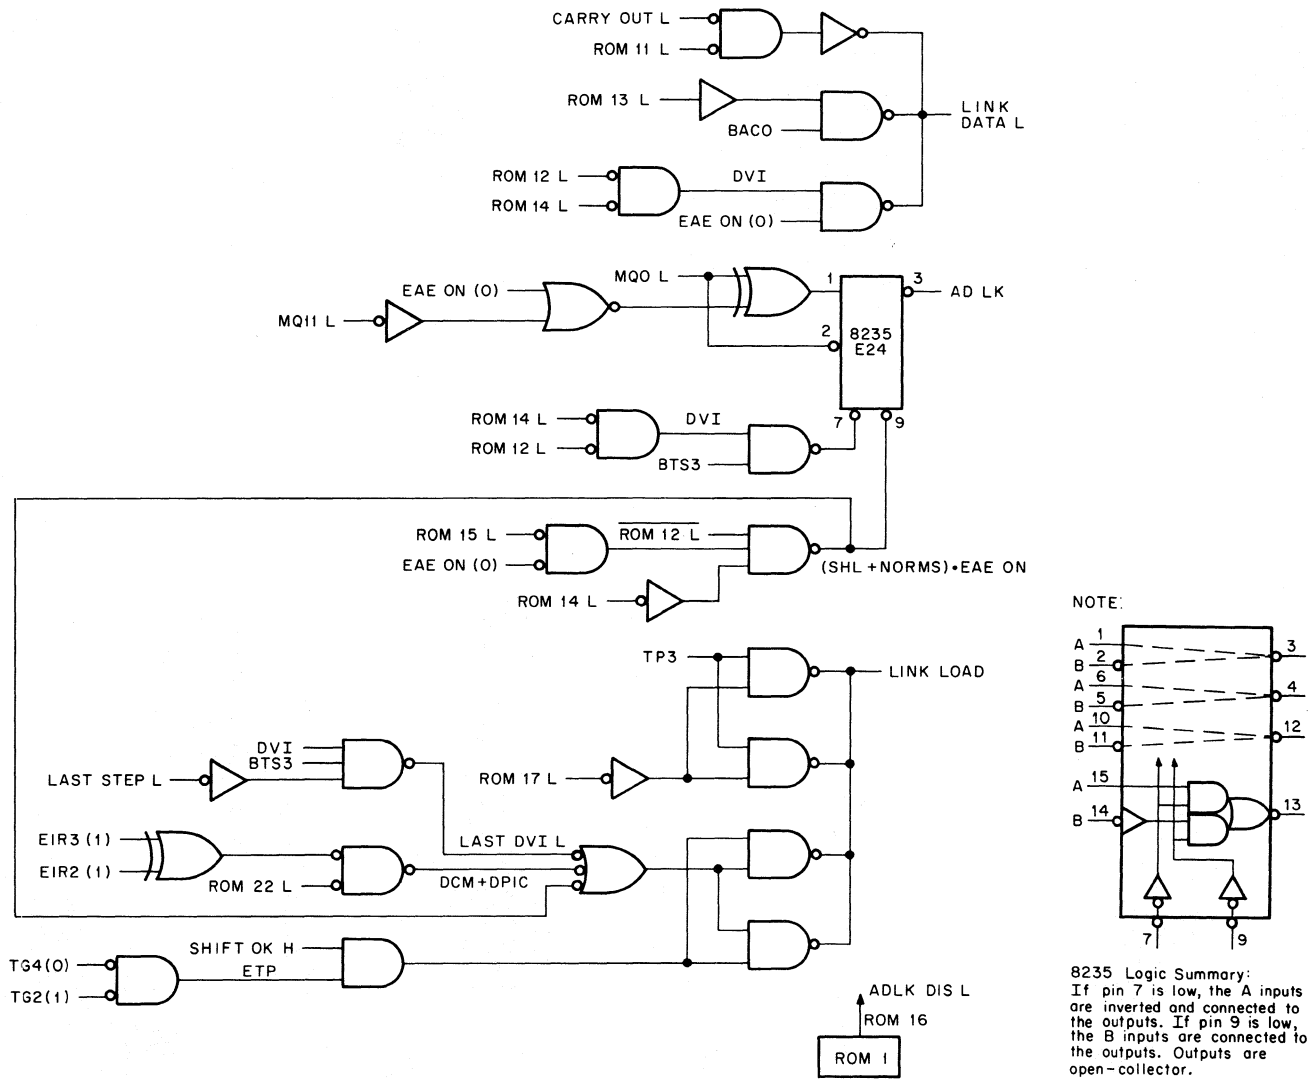 CARRY OUT L
ROM 11 L
ROM 13 L
BACO
LINK
DATA L
ROM 12 L
DVI
ROM 14 L
EAE ON (0)
MQ0 L
1
3
EAE ON (0)
AD LK
MQ11 L
2
8235
E24
ROM 14 L
DVI
7
9
ROM 12 L
BTS3
ROM 15 L
ROM 12 L
EAE ON (0)
(SHL + NORMS) • EAE ON
ROM 14 L
TP3
LINK LOAD
DVI
BTS3
LAST STEP L
ROM 17 L
EIR3 (1)
EIR2 (1)
LAST DVI L
ROM 22 L
DCM + DPIC
SHIFT OK H
TG4(0)
ETP
TG2(1)
ADLK DIS L
ROM 16
ROM 1
NOTE:
A 1
3
B 2
A 6
4
B 5
A 10
12
B 11
A 15
13
B 14
7
9
8235 Logic Summary:
If pin 7 is low, the A inputs
are inverted and connected to
the outputs. If pin 9 is low,
the B inputs are connected to
the outputs. Outputs are
open-collector.